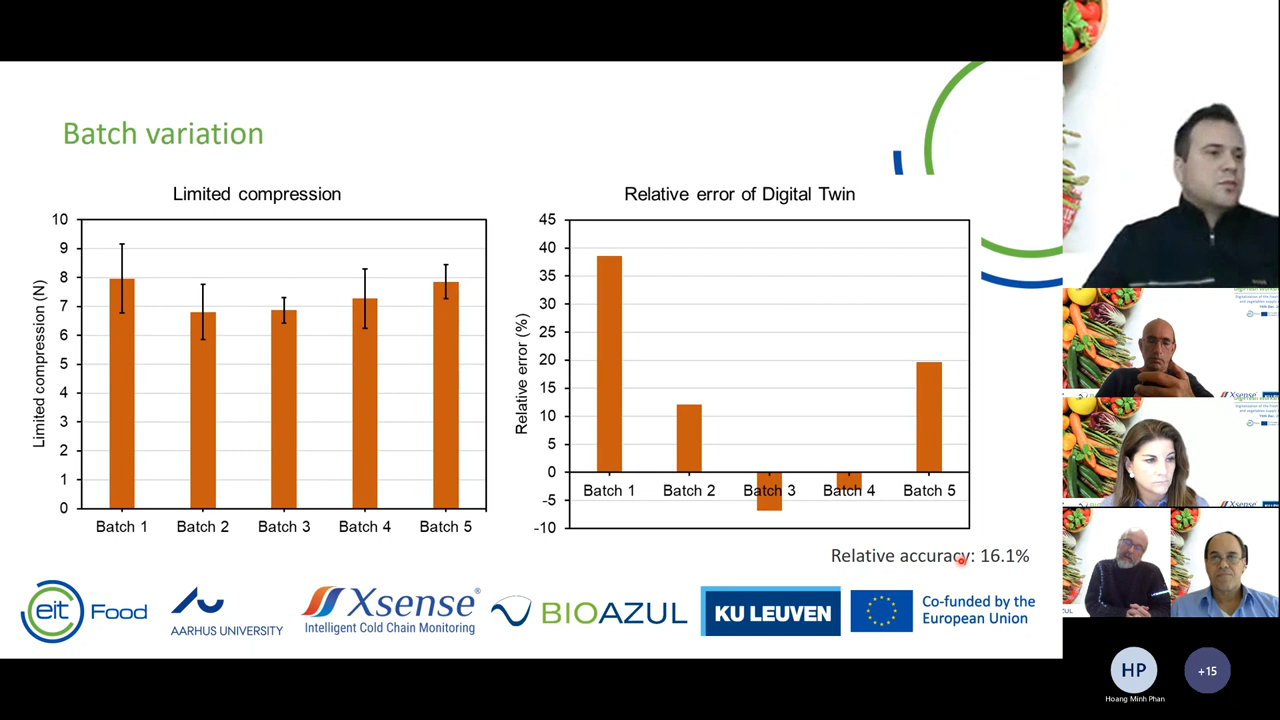 Batch variation
Limited compression
Limited compression (N)
10
9
8
7
6
5
4
3
2
1
0
Batch 1 Batch 2 Batch 3 Batch 4 Batch 5
Relative error of Digital Twin
Relative error (%)
45
40
35
30
25
20
15
10
5
0
-5
-10
Batch 1 Batch 2 Batch 3 Batch 4 Batch 5
Relative accuracy: 16.1%
eit Food
AARHUS UNIVERSITY
Xsense®
Intelligent Cold Chain Monitoring
BIOAZUL
KU LEUVEN
Co-funded by the
European Union
Xsense
Xsense
HP
+15
Hoang Minh Phan